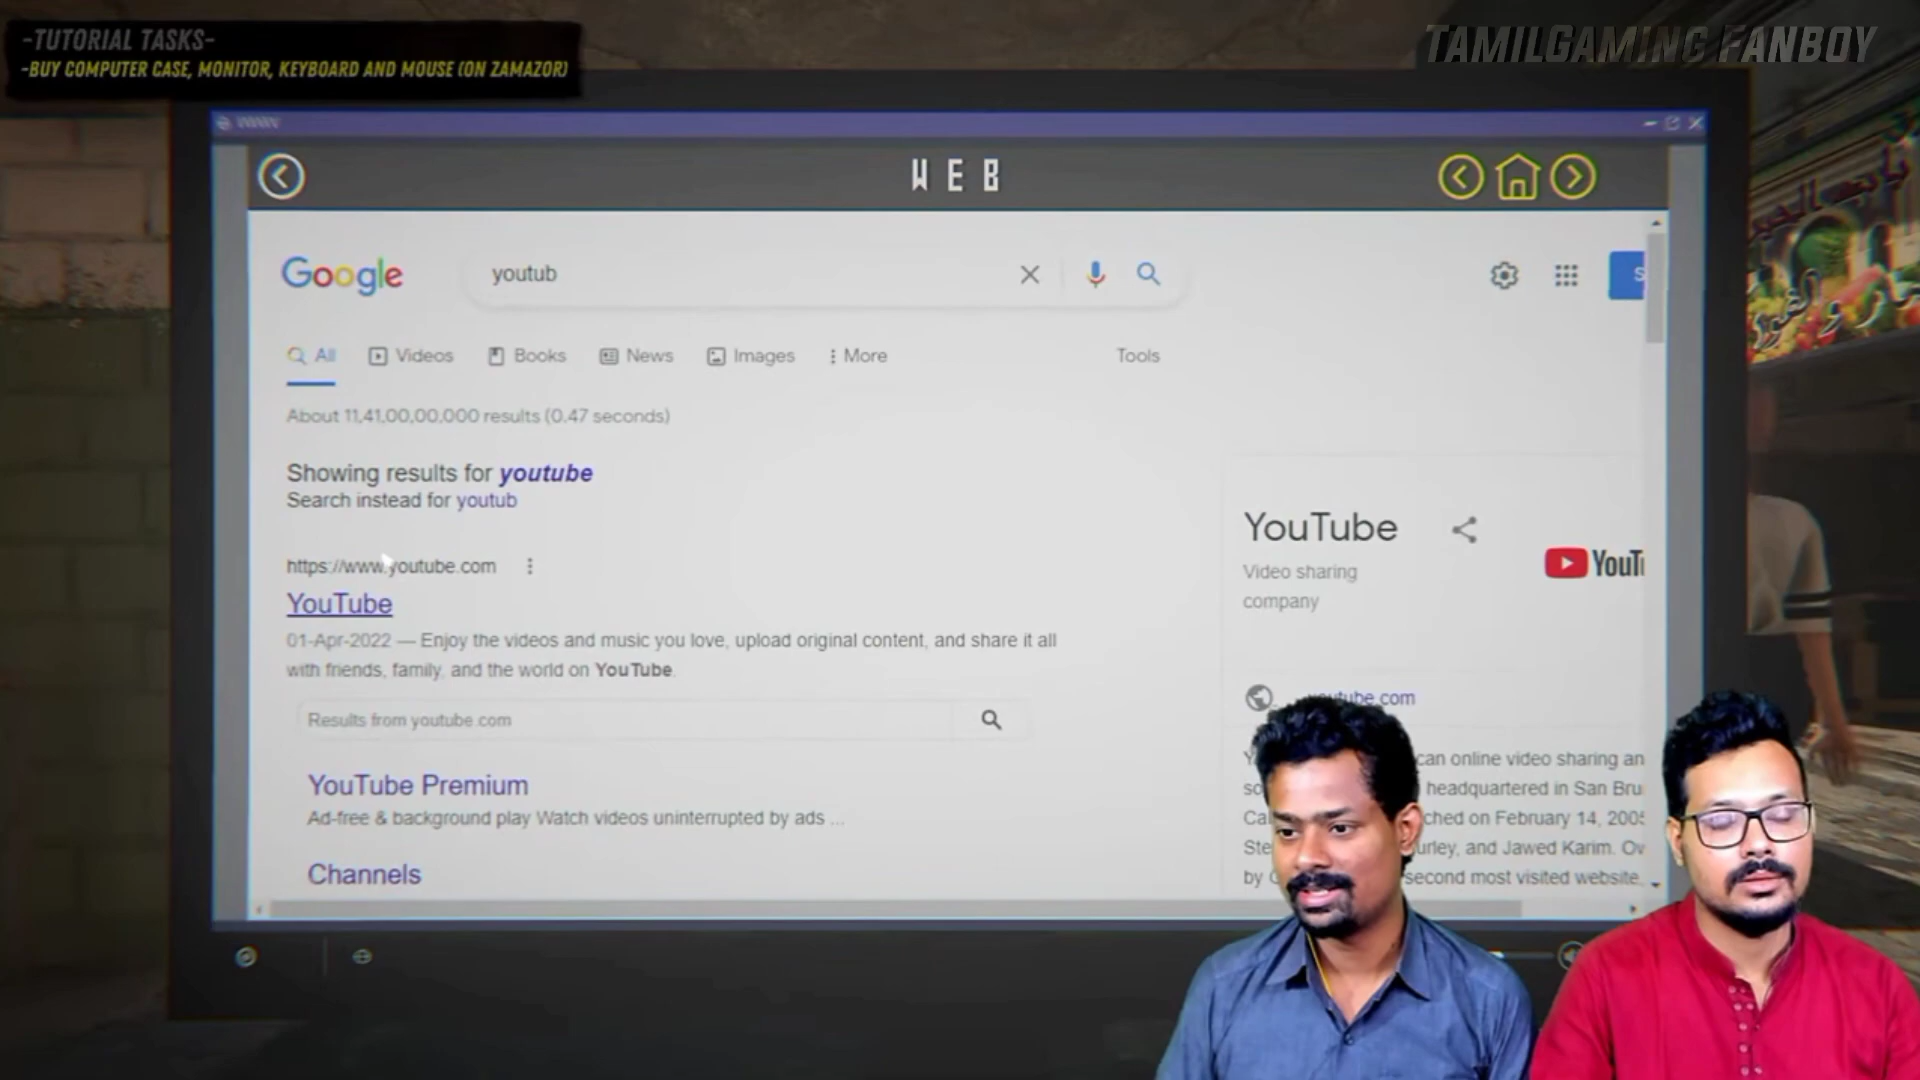 -TUTORIAL TASKS-
-BUY COMPUTER CASE, MONITOR, KEYBOARD AND MOUSE (ON ZAMAZOR)
TAMILGAMING FANBOY
WWW
WEB
Google
youtub
All
Videos
Books
News
Images
More
Tools
About 11,41,00,00,000 results (0.47 seconds)
Showing results for youtube
Search instead for youtub
https://www.youtube.com
YouTube
01-Apr-2022 — Enjoy the videos and music you love, upload original content, and share it all
with friends, family, and the world on YouTube.
Results from youtube.com
YouTube Premium
Ad-free & background play Watch videos uninterrupted by ads ...
Channels
YouTube
Video sharing
company
YouT
youtube.com
can online video sharing an
headquartered in San Bru
ched on February 14, 2005
urley, and Jawed Karim. Ov
by
second most visited website,